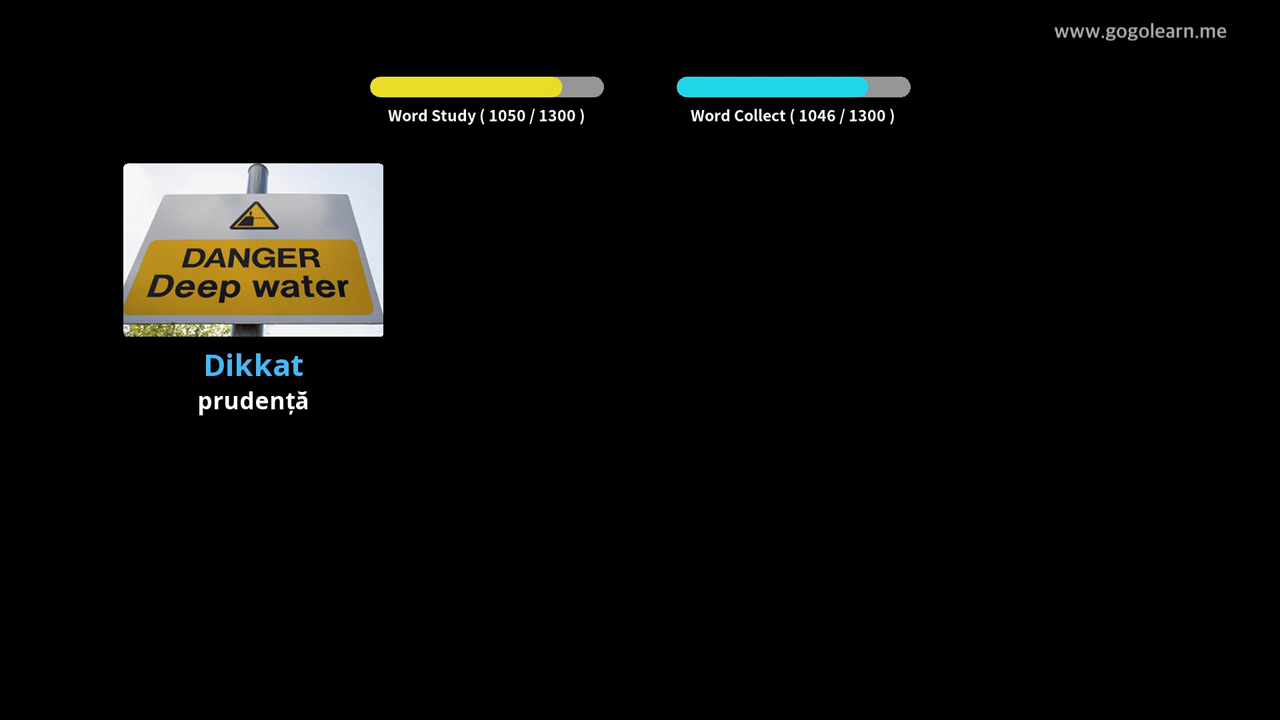 www.gogolearn.me
Word Study ( 1050 / 1300 )
Word Collect ( 1046 / 1300 )
DANGER
Deep water
Dikkat
prudență